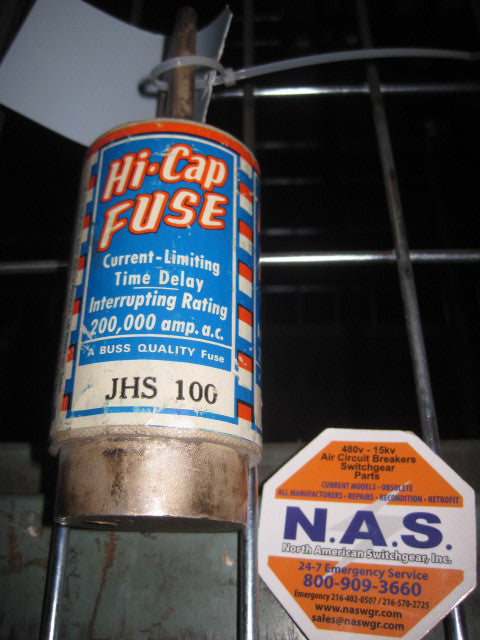 Hi-Cap
FUSE
Current-Limiting
Time Delay
Interrupting Rating
200,000 amp. a.c.
A BUSS QUALITY Fuse
JHS 100
480v - 15kv
Air Circuit Breakers
Switchgear
Parts
CURRENT MODELS - OBSOLETE
ALL MANUFACTURERS - REPAIRS - RECONDITION - RETROFIT
N.A.S.
North American Switchgear, Inc.
24-7 Emergency Service
800-909-3660
Emergency 216-402-0507 / 216-570-2725
www.naswgr.com
sales@naswgr.com